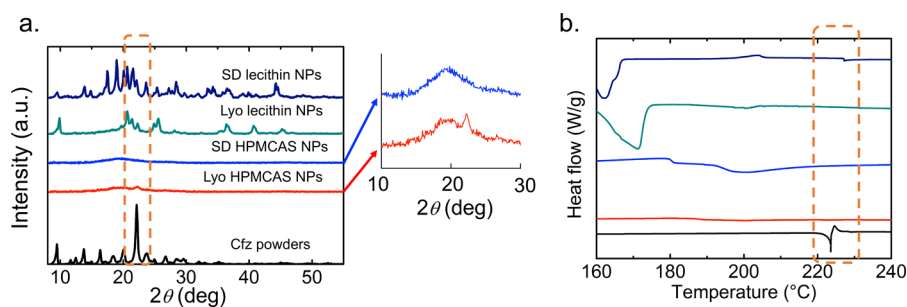 a.
Intensity (a.u.)
SD lecithin NPs
Lyo lecithin NPs
SD HPMCAS NPs
Lyo HPMCAS NPs
Cfz powders
10 20 30 40 50
2θ (deg)
10 20 30
2θ (deg)
b.
Heat flow (W/g)
160 180 200 220 240
Temperature (°C)